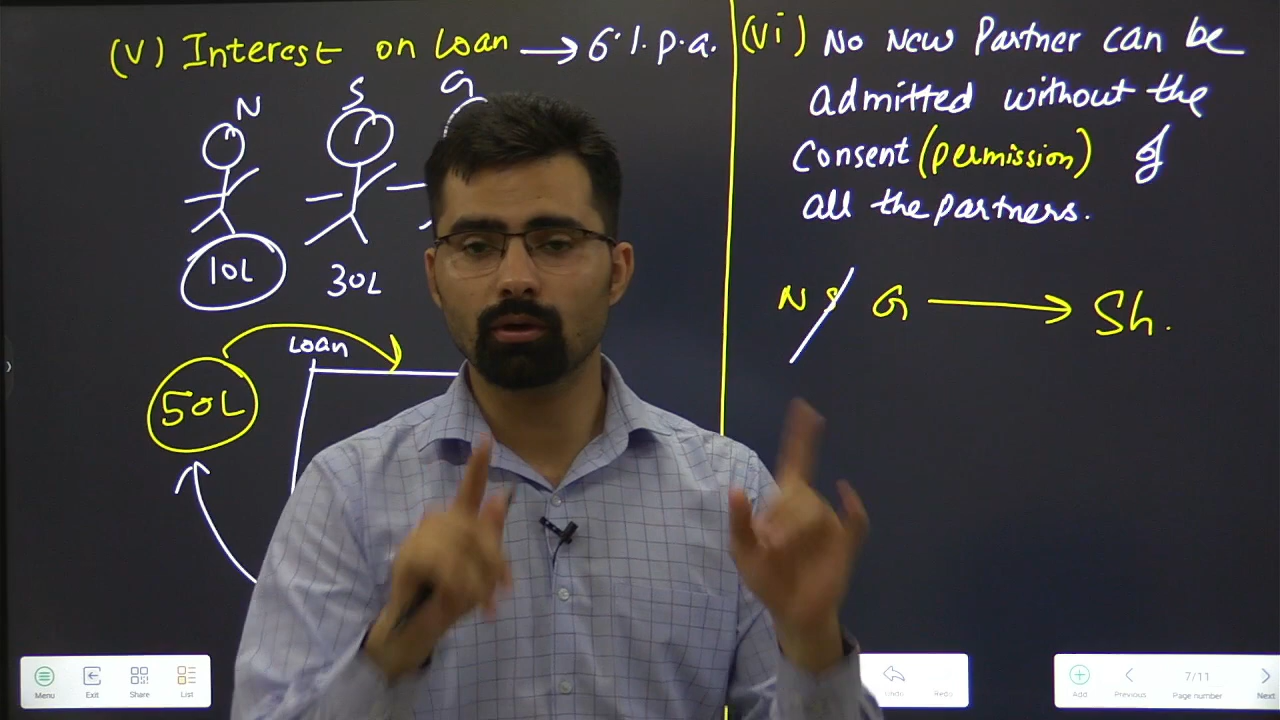 (V) Interest on Loan → 6%. p.a.
N S G
10L 30L
Loan
50L
(vi) No New Partner can be
admitted without the
Consent (permission) of
all the partners.
N S G → Sh.
Menu Exit Share List
Undo Redo
Add Previous 7/11 Page number Next